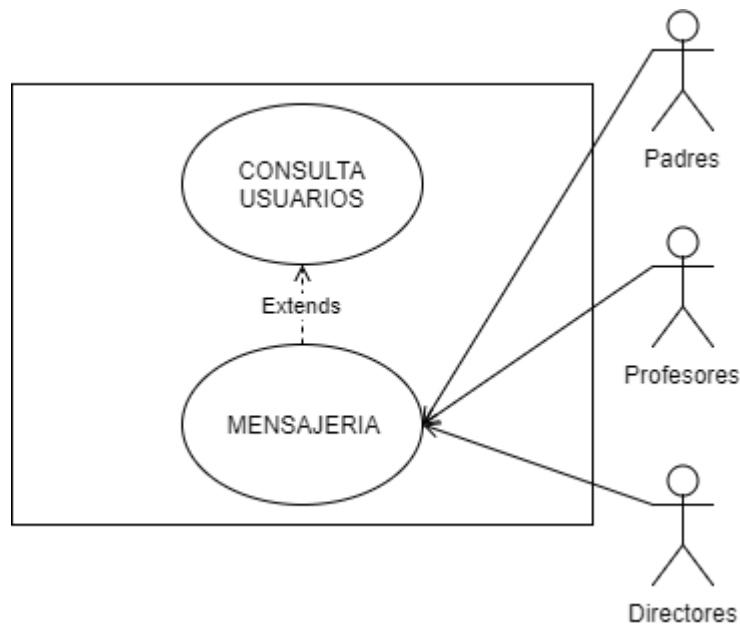 Padres
CONSULTA
USUARIOS
Extends
Profesores
MENSAJERIA
Directores